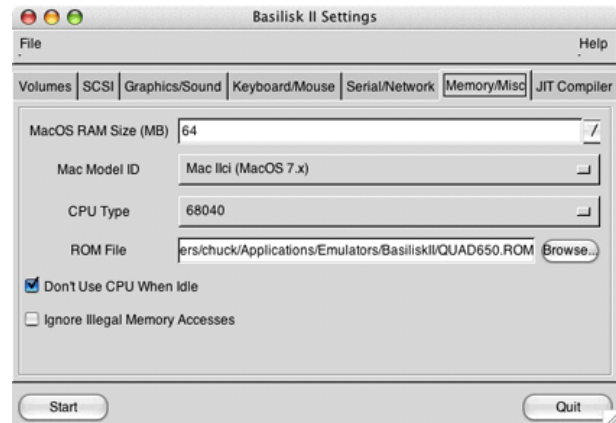 Basilisk II Settings
File Help
Volumes SCSI Graphics/Sound Keyboard/Mouse Serial/Network Memory/Misc JIT Compiler
MacOS RAM Size (MB) 64
Mac Model ID Mac IIci (MacOS 7.x)
CPU Type 68040
ROM File ers/chuck/Applications/Emulators/BasiliskII/QUAD650.ROM Browse...
Don't Use CPU When Idle
Ignore Illegal Memory Accesses
Start Quit